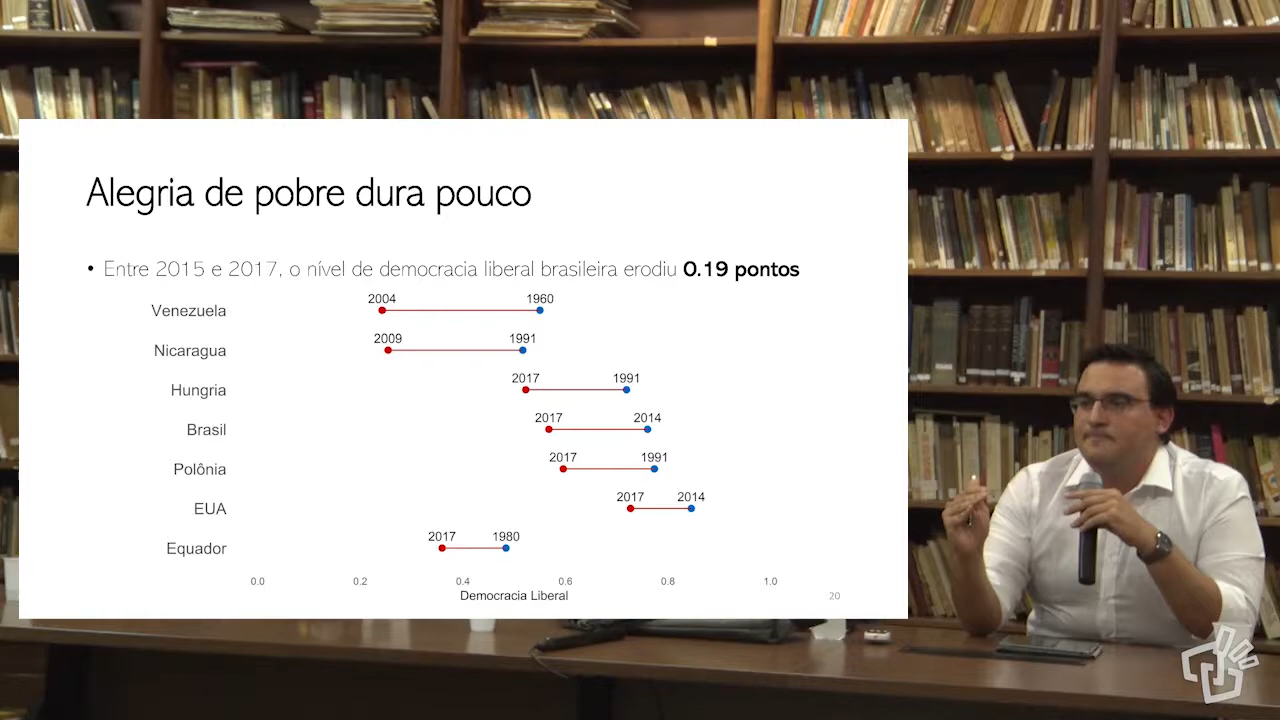 Alegria de pobre dura pouco
• Entre 2015 e 2017, o nível de democracia liberal brasileira erodiu 0.19 pontos
Venezuela 2004 1960
Nicaragua 2009 1991
Hungria 2017 1991
Brasil 2017 2014
Polônia 2017 1991
EUA 2017 2014
Equador 2017 1980
0.0 0.2 0.4 0.6 0.8 1.0
Democracia Liberal
20